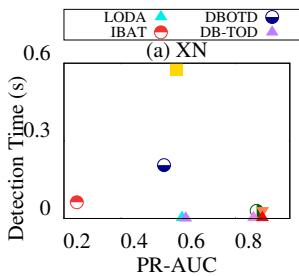 LODA DBOTD
IBAT DB-TOD
(a) XN
0.6
0.3
0
Detection Time (s)
0.2 0.4 0.6 0.8
PR-AUC